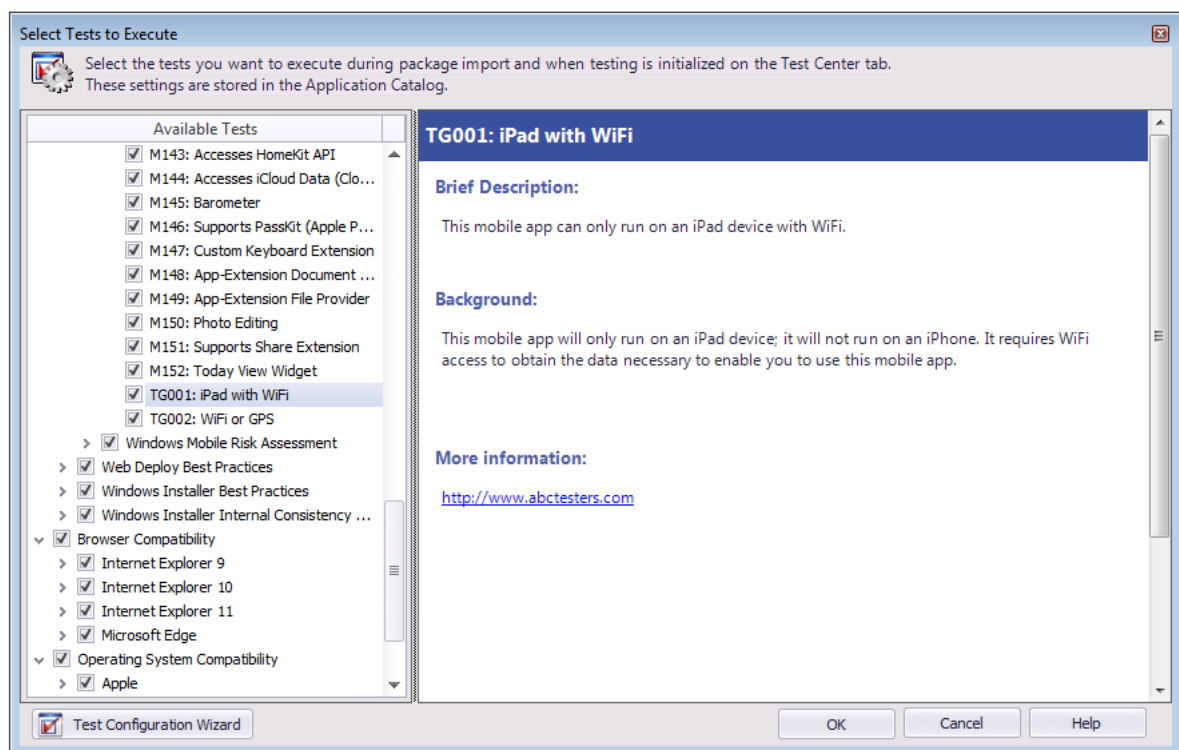 Select Tests to Execute
Select the tests you want to execute during package import and when testing is initialized on the Test Center tab.
These settings are stored in the Application Catalog.
Available Tests
M143: Accesses HomeKit API
M144: Accesses iCloud Data (Clo...
M145: Barometer
M146: Supports PassKit (Apple P...
M147: Custom Keyboard Extension
M148: App-Extension Document ...
M149: App-Extension File Provider
M150: Photo Editing
M151: Supports Share Extension
M152: Today View Widget
TG001: iPad with WiFi
TG002: WiFi or GPS
Windows Mobile Risk Assessment
Web Deploy Best Practices
Windows Installer Best Practices
Windows Installer Internal Consistency ...
Browser Compatibility
Internet Explorer 9
Internet Explorer 10
Internet Explorer 11
Microsoft Edge
Operating System Compatibility
Apple
TG001: iPad with WiFi
Brief Description:
This mobile app can only run on an iPad device with WiFi.
Background:
This mobile app will only run on an iPad device; it will not run on an iPhone. It requires WiFi
access to obtain the data necessary to enable you to use this mobile app.
More information:
http://www.abctesters.com
Test Configuration Wizard
OK
Cancel
Help